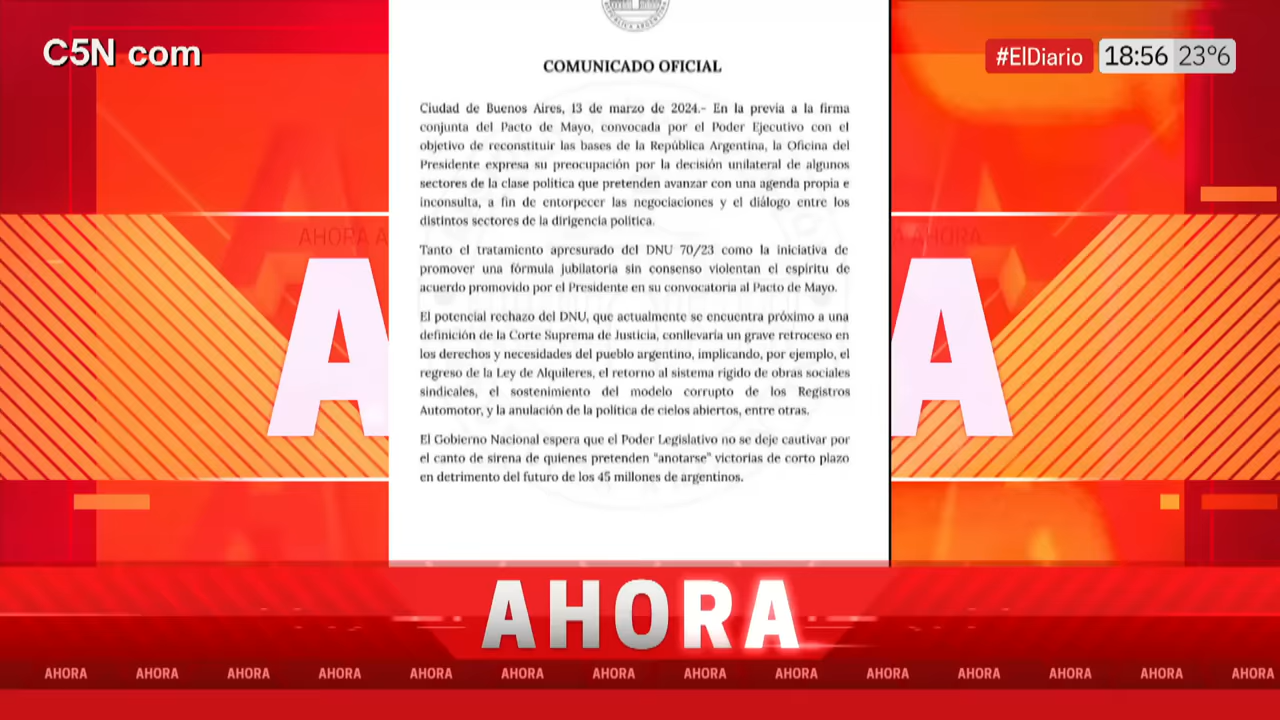 C5N com
#ElDiario
18:56 23°6
REPUBLICA ARGENTINA
COMUNICADO OFICIAL
Ciudad de Buenos Aires, 13 de marzo de 2024.- En la previa a la firma
conjunta del Pacto de Mayo, convocada por el Poder Ejecutivo con el
objetivo de reconstituir las bases de la República Argentina, la Oficina del
Presidente expresa su preocupación por la decisión unilateral de algunos
sectores de la clase política que pretenden avanzar con una agenda propia e
inconsulta, a fin de entorpecer las negociaciones y el diálogo entre los
distintos sectores de la dirigencia política.
Tanto el tratamiento apresurado del DNU 70/23 como la iniciativa de
promover una fórmula jubilatoria sin consenso violentan el espíritu de
acuerdo promovido por el Presidente en su convocatoria al Pacto de Mayo.
El potencial rechazo del DNU, que actualmente se encuentra próximo a una
definición de la Corte Suprema de Justicia, conllevaría un grave retroceso en
los derechos y necesidades del pueblo argentino, implicando, por ejemplo, el
regreso de la Ley de Alquileres, el retorno al sistema rígido de obras sociales
sindicales, el sostenimiento del modelo corrupto de los Registros
Automotor, y la anulación de la política de cielos abiertos, entre otras.
El Gobierno Nacional espera que el Poder Legislativo no se deje cautivar por
el canto de sirena de quienes pretenden "anotarse" victorias de corto plazo
en detrimento del futuro de los 45 millones de argentinos.
AHORA A
A AHORA
A A
AHORA
AHORA AHORA AHORA AHORA AHORA AHORA AHORA AHORA AHORA AHORA AHORA AHORA AHORA AHORA